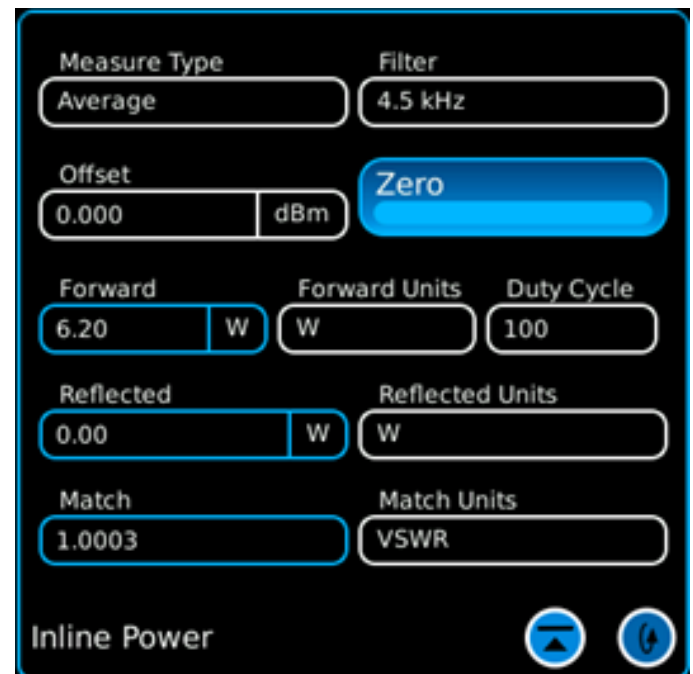 Measure Type Filter
Average 4.5 kHz
Offset Zero
0.000 dBm
Forward Forward Units Duty Cycle
6.20 W W 100
Reflected Reflected Units
0.00 W W
Match Match Units
1.0003 VSWR
Inline Power